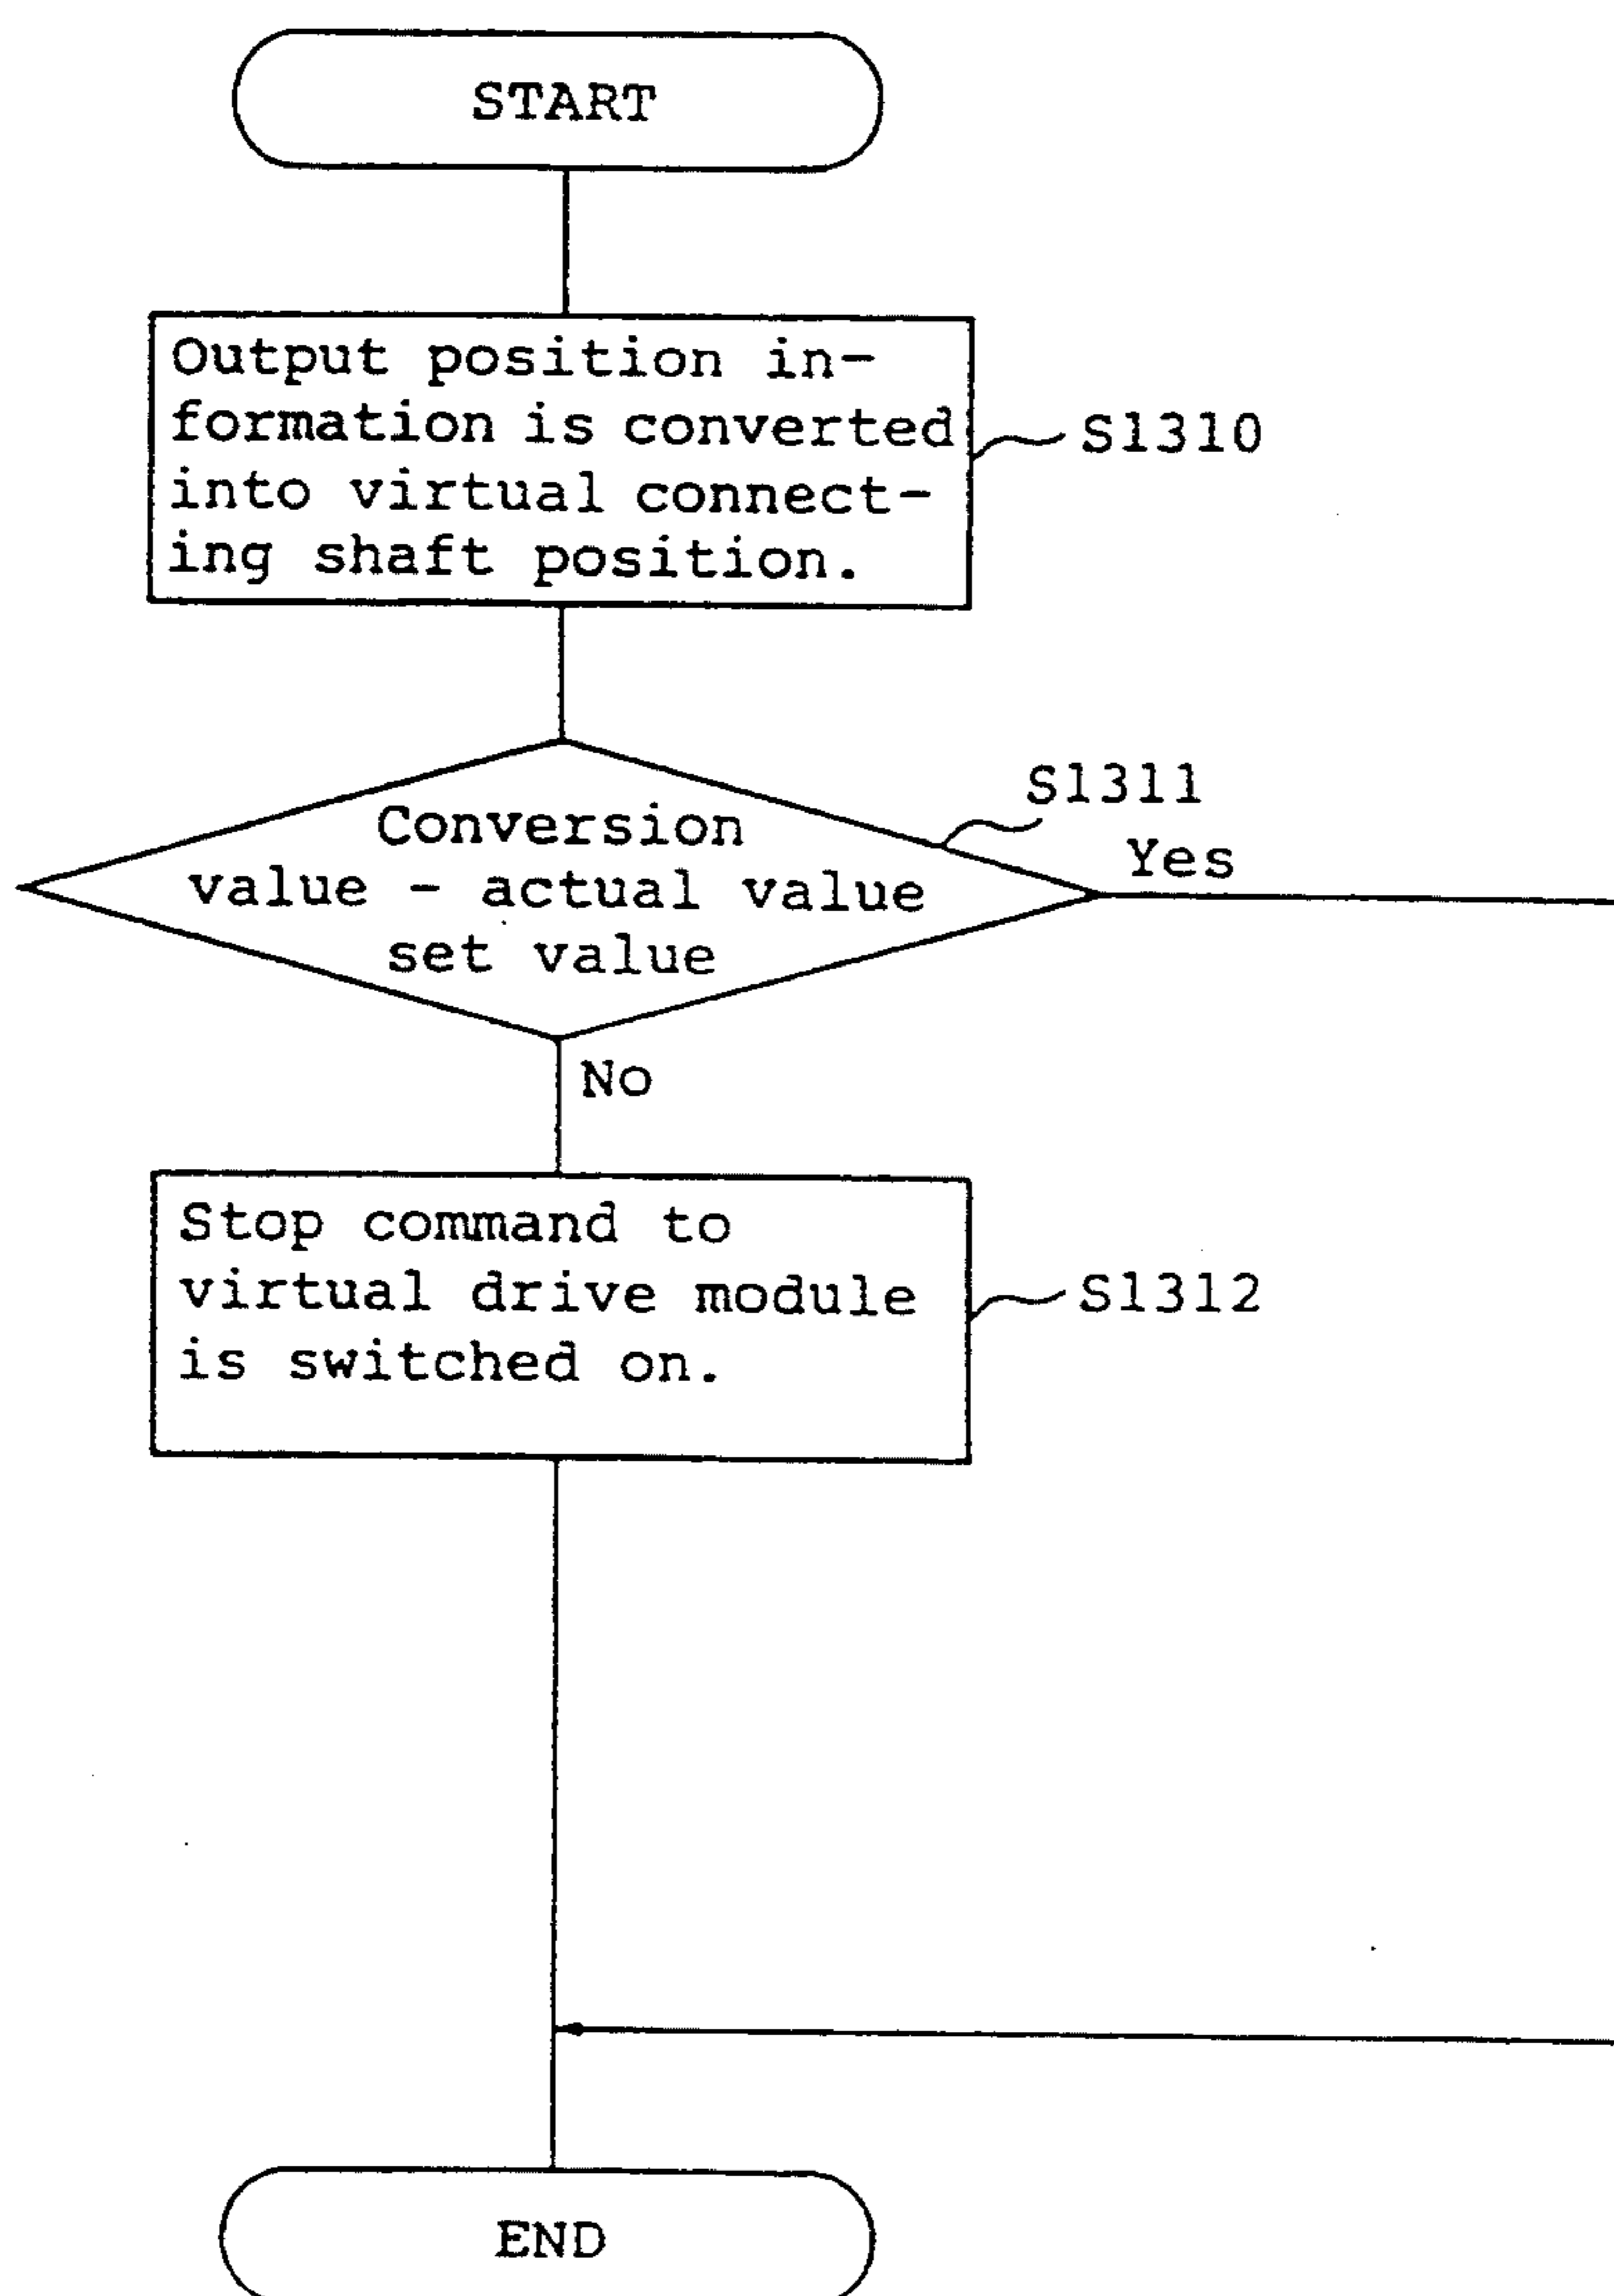 START
Output position in-
formation is converted
into virtual connect-
ing shaft position.
S1310
S1311
Conversion
value - actual value
set value
Yes
No
Stop command to
virtual drive module
is switched on.
S1312
END